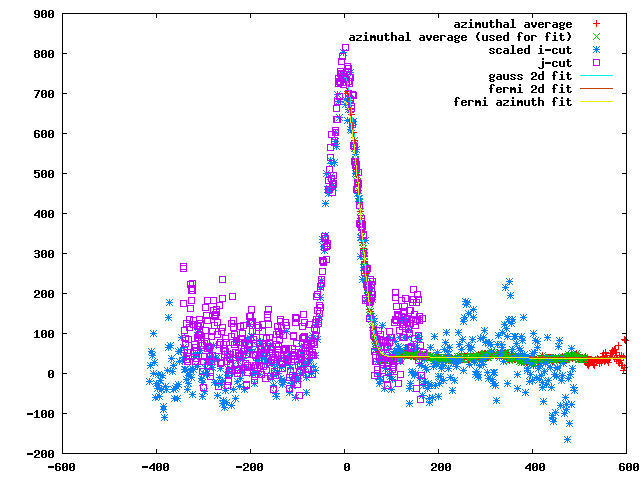 900
800
700
600
500
400
300
200
100
0
-100
-200
-600
-400
-200
0
200
400
600
azimuthal average
azimuthal average (used for fit)
scaled i-cut
j-cut
gauss 2d fit
fermi 2d fit
fermi azimuth fit